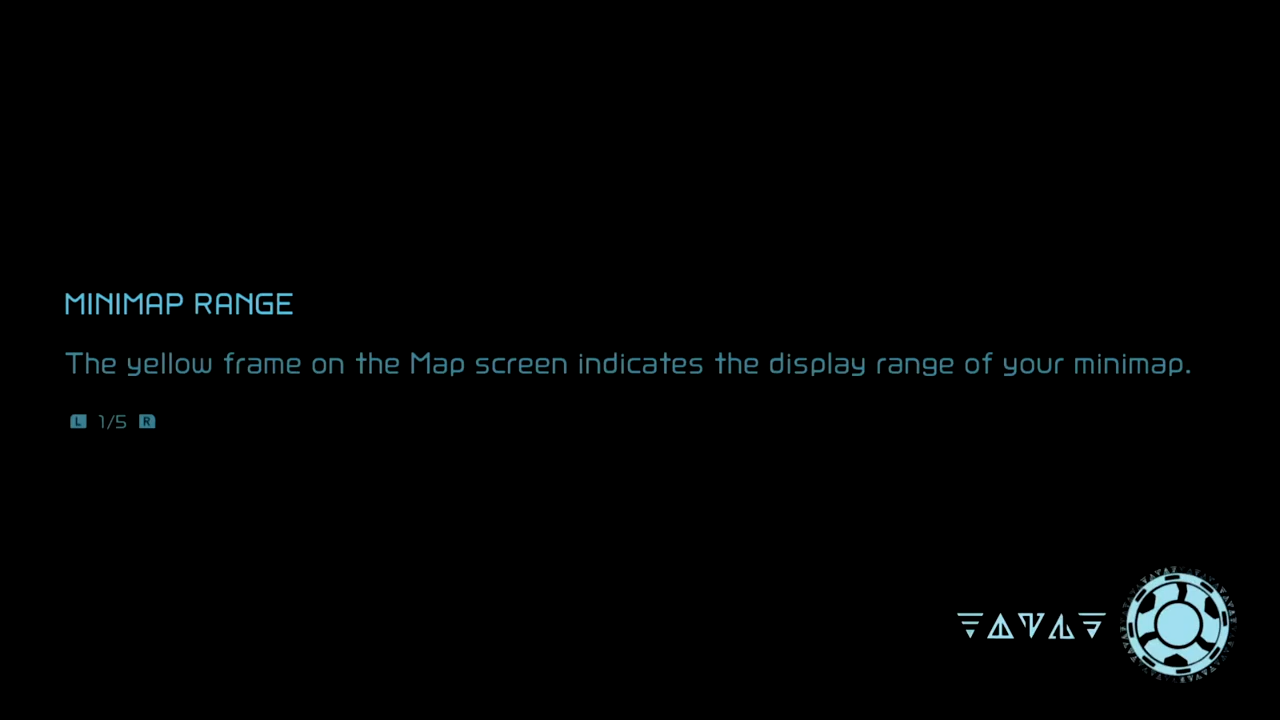 MINIMAP RANGE
The yellow frame on the Map screen indicates the display range of your minimap.
L 1/5 R